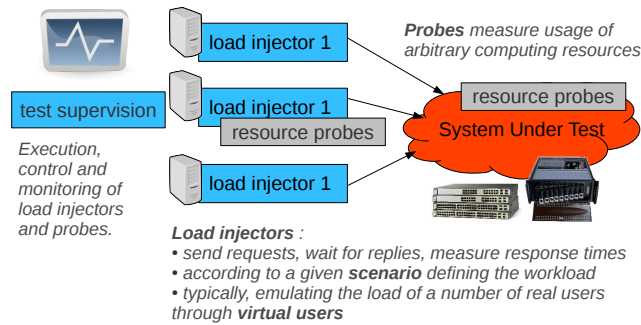 load injector 1
Probes measure usage of
arbitrary computing resources
test supervision
load injector 1
resource probes
resource probes
System Under Test
Execution,
control and
monitoring of
load injectors
and probes.
load injector 1
Load injectors :
• send requests, wait for replies, measure response times
• according to a given scenario defining the workload
• typically, emulating the load of a number of real users
through virtual users